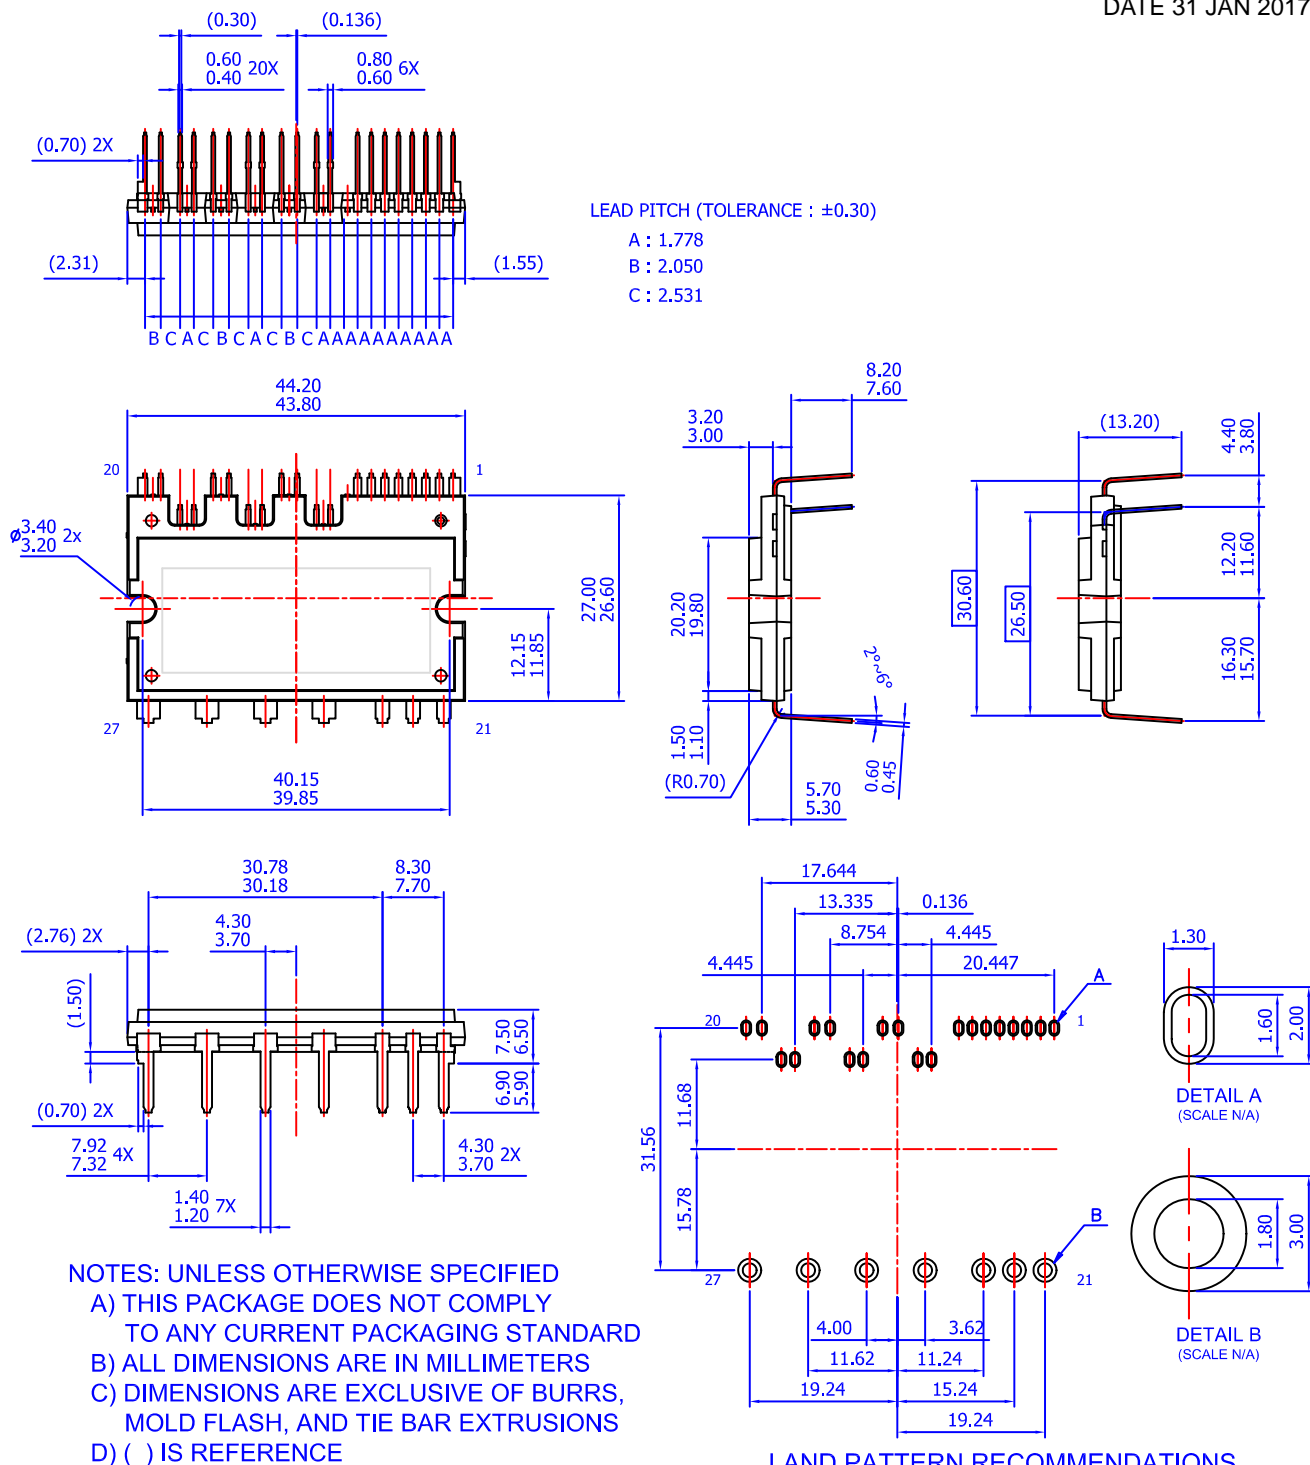 DATE 31 JAN 2017
(0.30)
(0.136)
0.60
0.40 20X
0.80
0.60 6X
(0.70) 2X
LEAD PITCH (TOLERANCE : ±0.30)
A : 1.778
B : 2.050
C : 2.531
(2.31)
(1.55)
B C A C B C A C B C A A A A A A A A A A
44.20
43.80
20
1
ø3.40
3.20 2x
27.00
26.60
12.15
11.85
27
21
40.15
39.85
8.20
7.60
3.20
3.00
20.20
19.80
2°~6°
1.50
1.10
(R0.70)
0.60
0.45
5.70
5.30
(13.20)
4.40
3.80
30.60
26.50
12.20
11.60
16.30
15.70
30.78
30.18
8.30
7.70
4.30
3.70
(2.76) 2X
(1.50)
7.50
6.50
6.90
5.90
(0.70) 2X
7.92
7.32 4X
4.30
3.70 2X
1.40
1.20 7X
17.644
13.335
0.136
8.754
4.445
4.445
20.447
A
20
1
31.56
11.68
15.78
B
27
21
4.00
3.62
11.62
11.24
19.24
15.24
19.24
1.30
1.60
2.00
DETAIL A
(SCALE N/A)
1.80
3.00
DETAIL B
(SCALE N/A)
NOTES: UNLESS OTHERWISE SPECIFIED
A) THIS PACKAGE DOES NOT COMPLY
TO ANY CURRENT PACKAGING STANDARD
B) ALL DIMENSIONS ARE IN MILLIMETERS
C) DIMENSIONS ARE EXCLUSIVE OF BURRS,
MOLD FLASH, AND TIE BAR EXTRUSIONS
D) ( ) IS REFERENCE
LAND PATTERN RECOMMENDATIONS